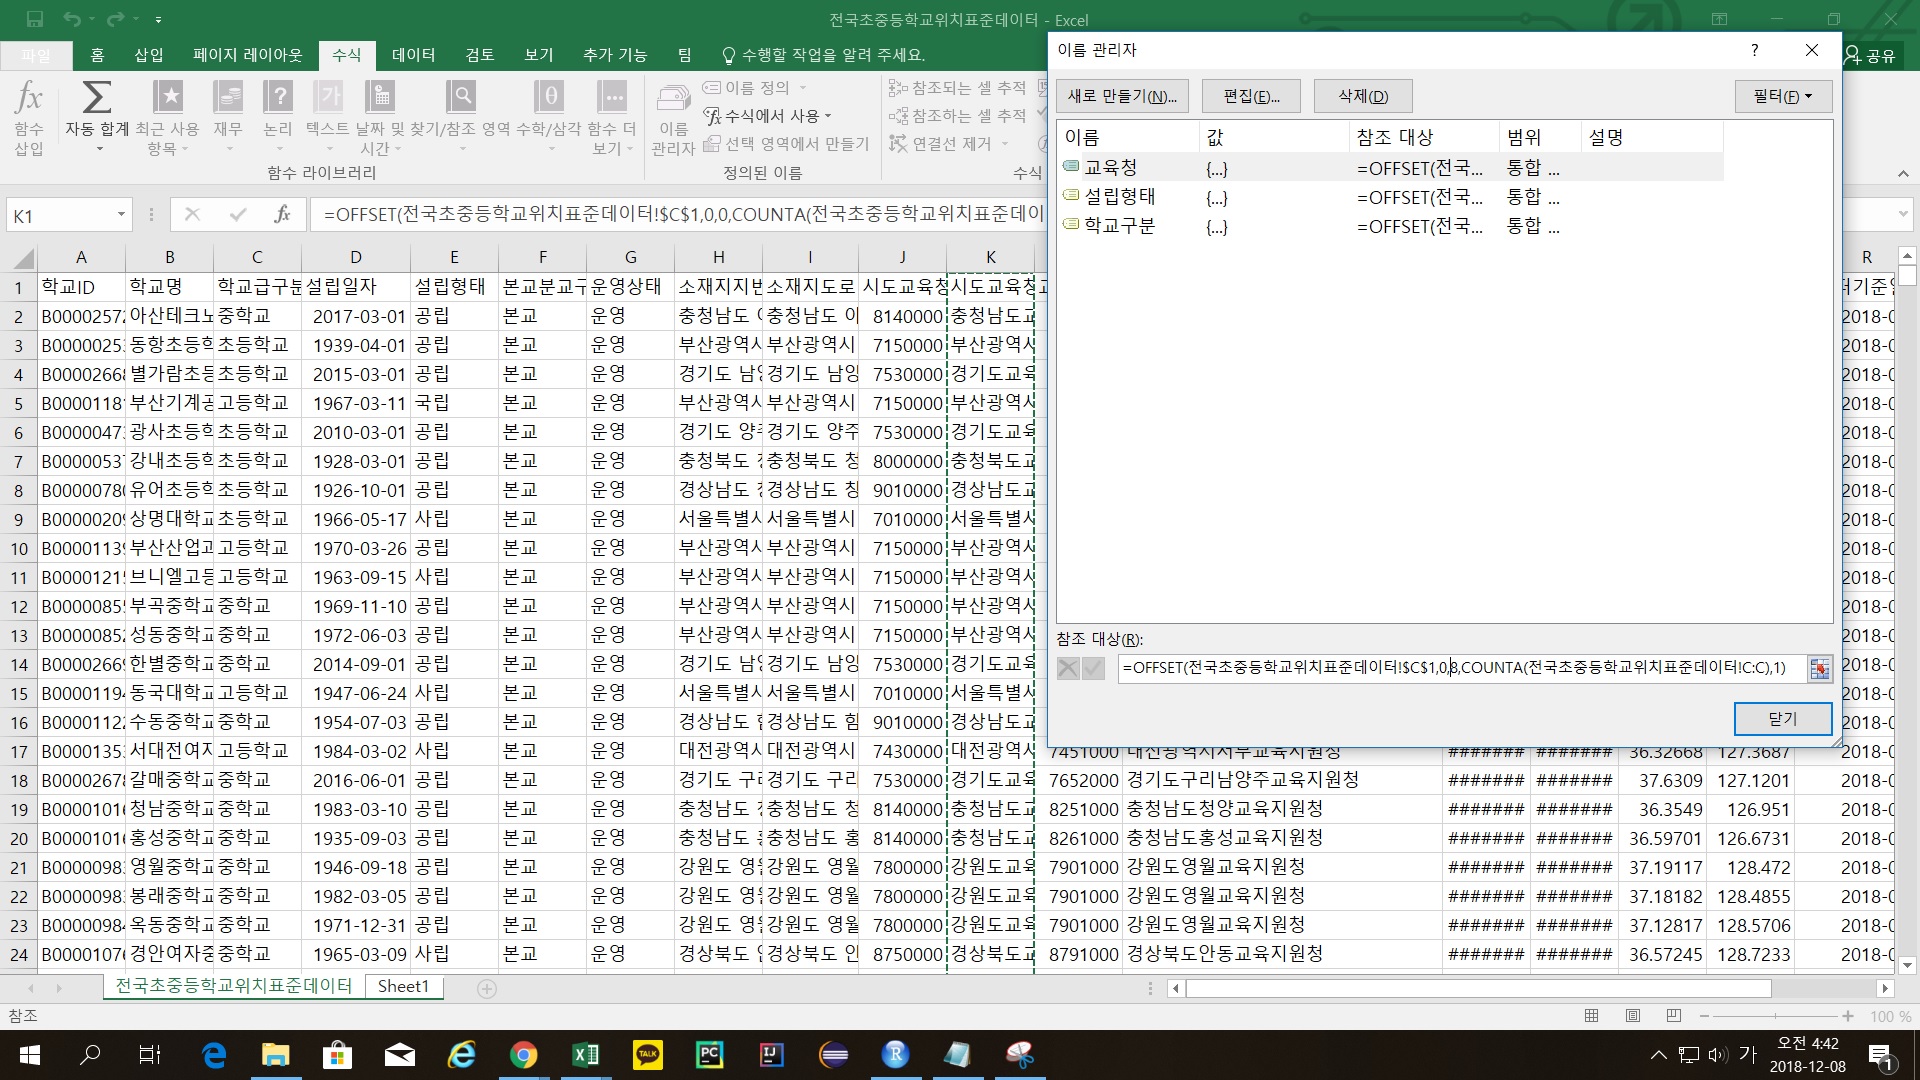 전국초중등학교위치표준데이터 - Excel
파일 홈 삽입 페이지 레이아웃 수식 데이터 검토 보기 추가 기능 팀 수행할 작업을 알려 주세요. 공유
fx 함수 삽입
자동 합계
최근 사용 항목
재무
논리
텍스트
날짜 및 시간
찾기/참조 영역
수학/삼각
함수 더 보기
함수 라이브러리
이름 관리자
이름 정의
수식에서 사용
선택 영역에서 만들기
정의된 이름
참조되는 셀 추적
참조하는 셀 추적
연결선 제거
수식
K1
fx
=OFFSET(전국초중등학교위치표준데이터!$C$1,0,0,COUNTA(전국초중등학교위치표준데이
이름 관리자 ?
새로 만들기(N)... 편집(E)... 삭제(D) 필터(F)
이름 값 참조 대상 범위 설명
교육청 {...} =OFFSET(전국... 통합 ...
설립형태 {...} =OFFSET(전국... 통합 ...
학교구분 {...} =OFFSET(전국... 통합 ...
참조 대상(R):
=OFFSET(전국초중등학교위치표준데이터!$C$1,0,8,COUNTA(전국초중등학교위치표준데이터!C:C),1)
닫기
A B C D E F G H I J K R
1 학교ID 학교명 학교급구분 설립일자 설립형태 본교분교구 운영상태 소재지지번 소재지도로 시도교육청 시도교육청
2 B00002572 아산테크노 중학교 2017-03-01 공립 본교 운영 충청남도 충청남도 아 8140000 충청남도교 2018-0
3 B00000253 동항초등학 초등학교 1939-04-01 공립 본교 운영 부산광역시 부산광역시 7150000 부산광역시 2018-0
4 B00002668 별가람초등 초등학교 2015-03-01 공립 본교 운영 경기도 남양 경기도 남양 7530000 경기도교육 2018-0
5 B00001181 부산기계공 고등학교 1967-03-11 국립 본교 운영 부산광역시 부산광역시 7150000 부산광역시 2018-0
6 B00000473 광사초등학 초등학교 2010-03-01 공립 본교 운영 경기도 양주 경기도 양주 7530000 경기도교육 2018-0
7 B00000537 강내초등학 초등학교 1928-03-01 공립 본교 운영 충청북도 청 충청북도 청 8000000 충청북도교 2018-0
8 B00000780 유어초등학 초등학교 1926-10-01 공립 본교 운영 경상남도 창 경상남도 창 9010000 경상남도교 2018-0
9 B00000209 상명대학교 초등학교 1966-05-17 사립 본교 운영 서울특별시 서울특별시 7010000 서울특별시 2018-0
10 B00001139 부산산업과 고등학교 1970-03-26 공립 본교 운영 부산광역시 부산광역시 7150000 부산광역시 2018-0
11 B00001215 브니엘고등 고등학교 1963-09-15 사립 본교 운영 부산광역시 부산광역시 7150000 부산광역시 2018-0
12 B00000855 부곡중학교 중학교 1969-11-10 공립 본교 운영 부산광역시 부산광역시 7150000 부산광역시 2018-0
13 B00000852 성동중학교 중학교 1972-06-03 공립 본교 운영 부산광역시 부산광역시 7150000 부산광역시 2018-0
14 B00002669 한별중학교 중학교 2014-09-01 공립 본교 운영 경기도 남양 경기도 남양 7530000 경기도교육 2018-0
15 B00001194 동국대학교 고등학교 1947-06-24 사립 본교 운영 서울특별시 서울특별시 7010000 서울특별시 2018-0
16 B00001122 수동중학교 중학교 1954-07-03 공립 본교 운영 경상남도 함 경상남도 함 9010000 경상남도교 2018-0
17 B00001353 서대전여자 고등학교 1984-03-02 사립 본교 운영 대전광역시 대전광역시 7430000 대전광역시 7451000 대전광역시서부교육지원청 ####### ####### 36.32668 127.3687 2018-0
18 B00002678 갈매중학교 중학교 2016-06-01 공립 본교 운영 경기도 구리 경기도 구리 7530000 경기도교육 7652000 경기도구리남양주교육지원청 ####### ####### 37.6309 127.1201 2018-0
19 B00001016 청남중학교 중학교 1983-03-10 공립 본교 운영 충청남도 청 충청남도 청 8140000 충청남도교 8251000 충청남도청양교육지원청 ####### ####### 36.3549 126.951 2018-0
20 B00001016 홍성중학교 중학교 1935-09-03 공립 본교 운영 충청남도 홍 충청남도 홍 8140000 충청남도교 8261000 충청남도홍성교육지원청 ####### ####### 36.59701 126.6731 2018-0
21 B00000983 영월중학교 중학교 1946-09-18 공립 본교 운영 강원도 영월 강원도 영월 7800000 강원도교육 7901000 강원도영월교육지원청 ####### ####### 37.19117 128.472 2018-0
22 B00000983 봉래중학교 중학교 1982-03-05 공립 본교 운영 강원도 영월 강원도 영월 7800000 강원도교육 7901000 강원도영월교육지원청 ####### ####### 37.18182 128.4855 2018-0
23 B00000984 옥동중학교 중학교 1971-12-31 공립 본교 운영 강원도 영월 강원도 영월 7800000 강원도교육 7901000 강원도영월교육지원청 ####### ####### 37.12817 128.5706 2018-0
24 B00001076 경안여자중 중학교 1965-03-09 사립 본교 운영 경상북도 안 경상북도 안 8750000 경상북도교 8791000 경상북도안동교육지원청 ####### ####### 36.57245 128.7233 2018-0
전국초중등학교위치표준데이터 Sheet1
참조 100 %
가 오전 4:42
2018-12-08
1